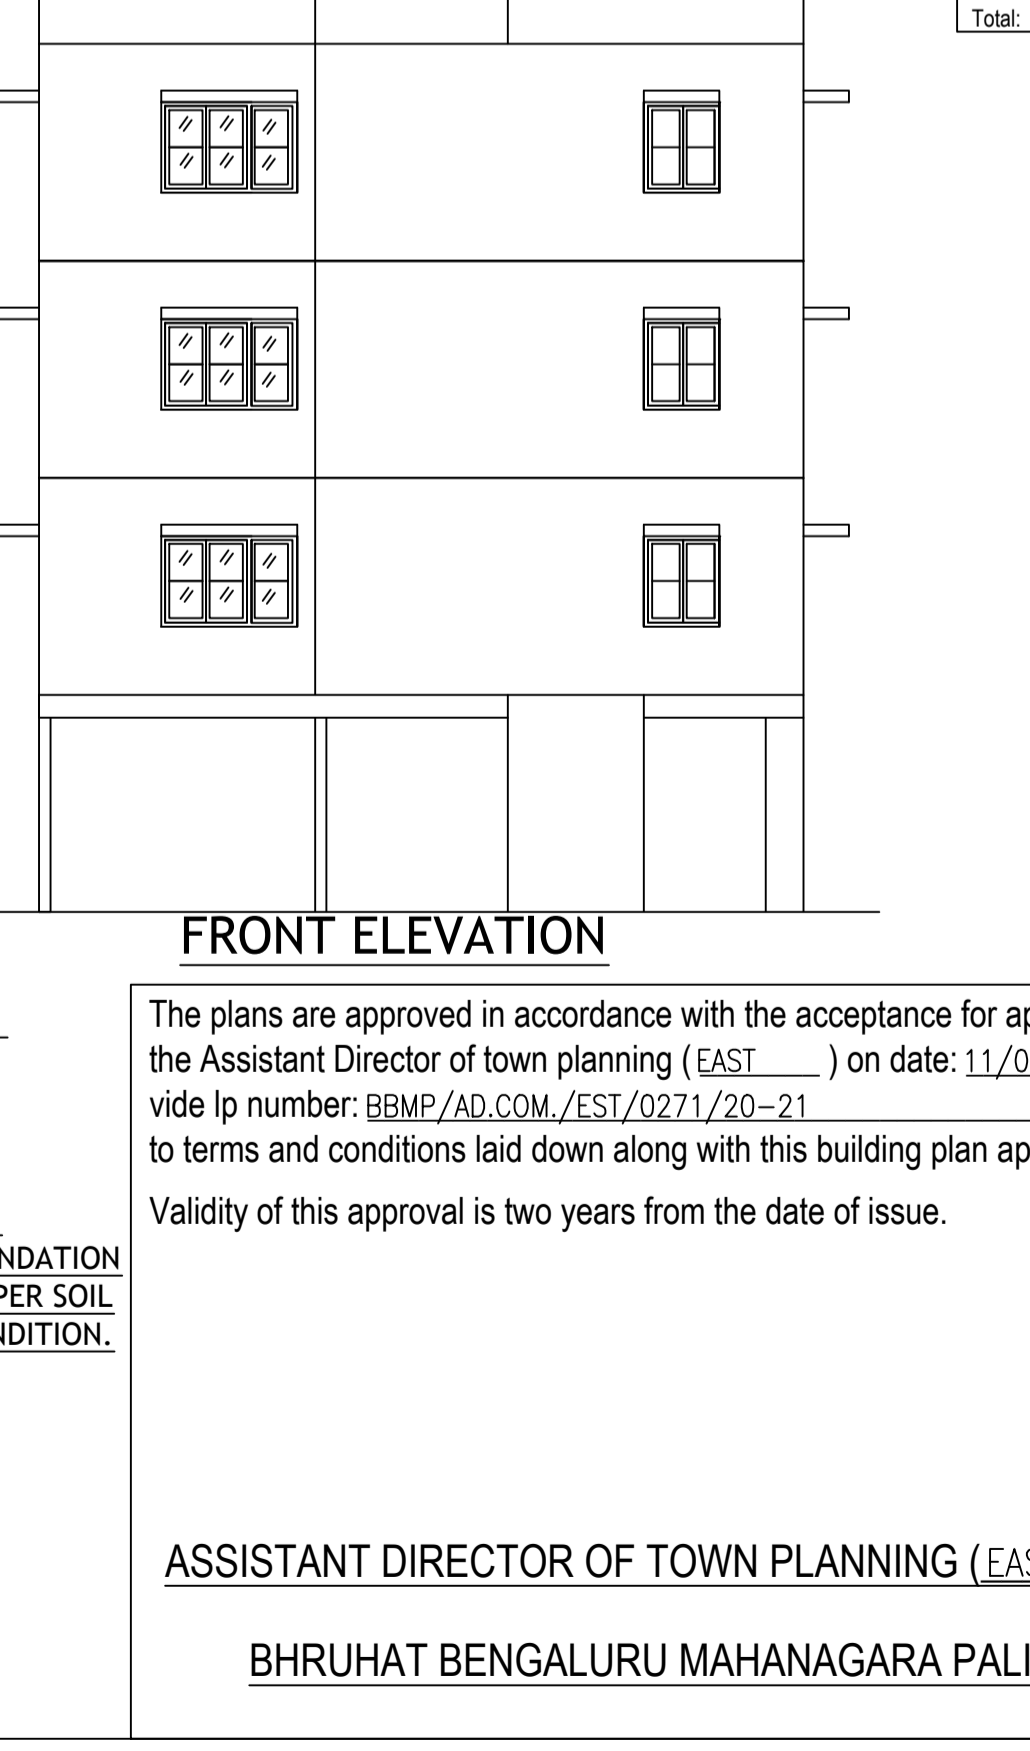 Total:
FRONT ELEVATION
The plans are approved in accordance with the acceptance for
the Assistant Director of town planning ( EAST ) on date: 11/0
vide lp number: BBMP/AD.COM./EST/0271/20-21
to terms and conditions laid down along with this building plan
Validity of this approval is two years from the date of issue.
NDATION
PER SOIL
NDITION.
ASSISTANT DIRECTOR OF TOWN PLANNING ( EAS
BHRUHAT BENGALURU MAHANAGARA PALI